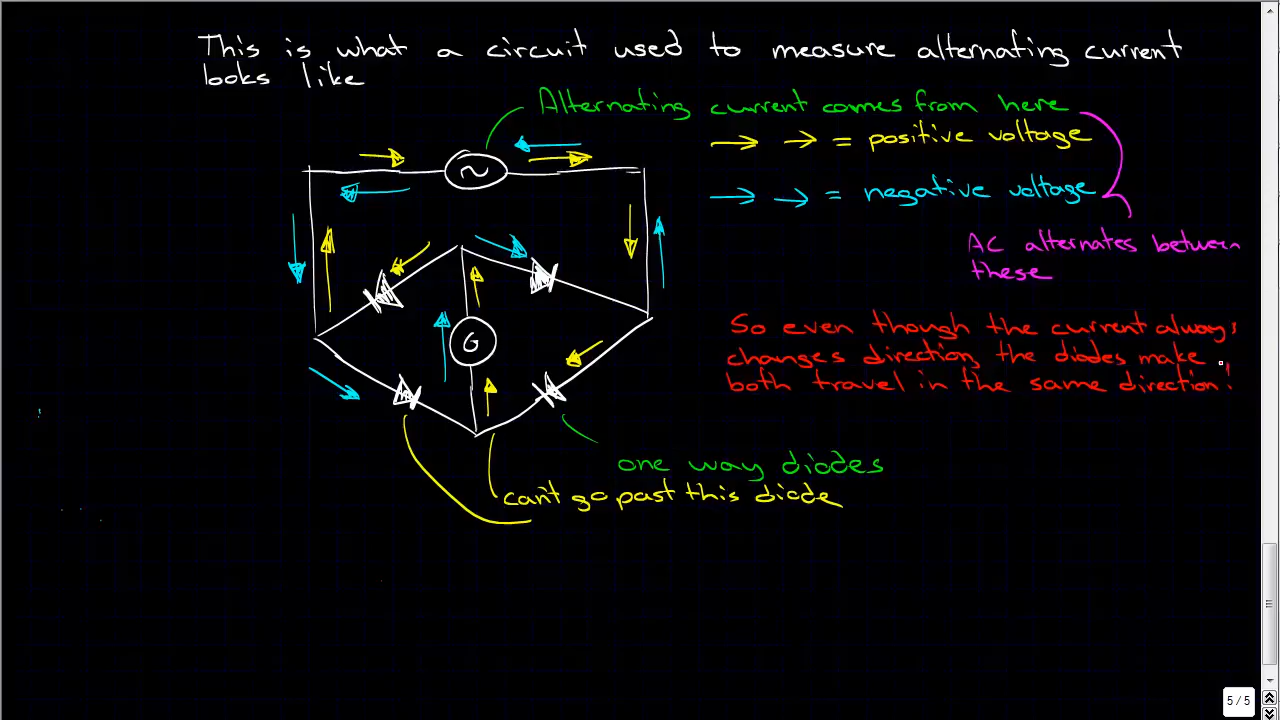 This is what a circuit used to measure alternating current
looks like
Alternating current comes from here
= positive voltage
= negative voltage
AC alternates between
these
So even though the current always
changes direction, the diodes make
both travel in the same direction!
~
G
one way diodes
can't go past this diode
5/5